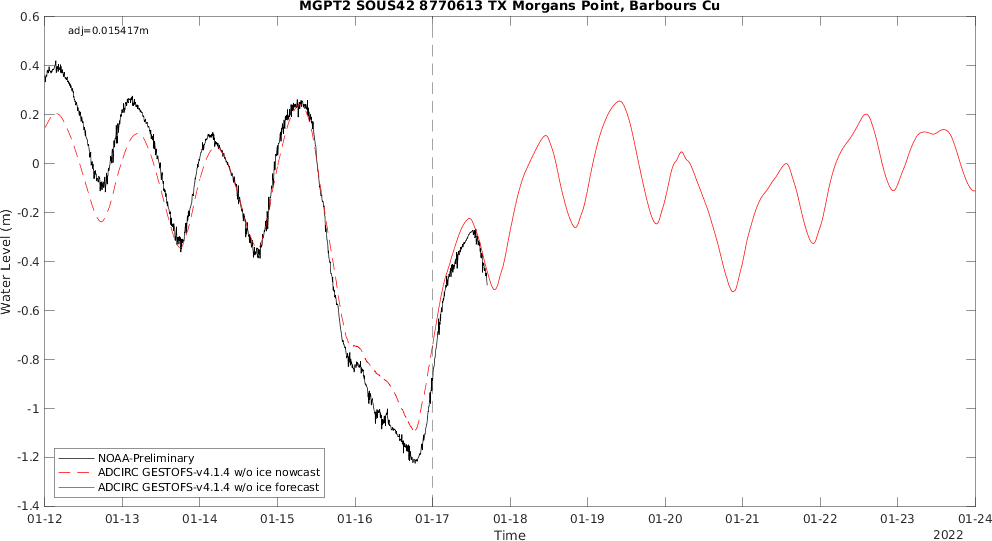 MGPT2 SOUS42 8770613 TX Morgans Point, Barbours Cu
adj=0.015417m
0.6
0.4
0.2
0
-0.2
-0.4
-0.6
-0.8
-1
-1.2
-1.4
Water Level (m)
NOAA-Preliminary
ADCIRC GESTOFS-v4.1.4 w/o ice nowcast
ADCIRC GESTOFS-v4.1.4 w/o ice forecast
01-12 01-13 01-14 01-15 01-16 01-17 01-18 01-19 01-20 01-21 01-22 01-23 01-24
Time
2022